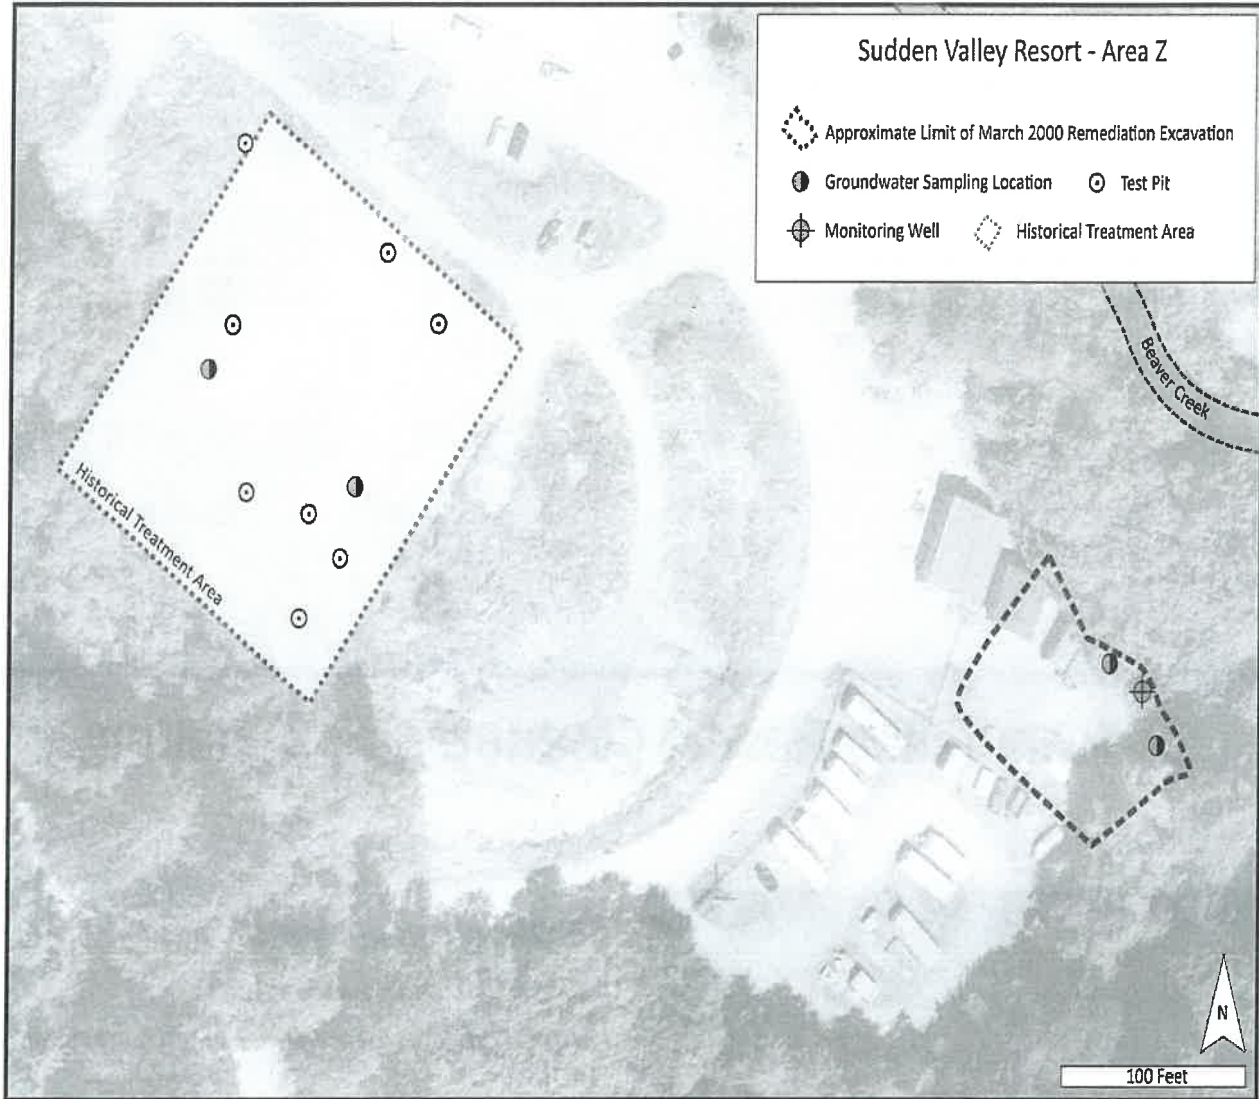 Sudden Valley Resort - Area Z
Approximate Limit of March 2000 Remediation Excavation
Groundwater Sampling Location
Test Pit
Monitoring Well
Historical Treatment Area
Beaver Creek
Historical Treatment Area
N
100 Feet